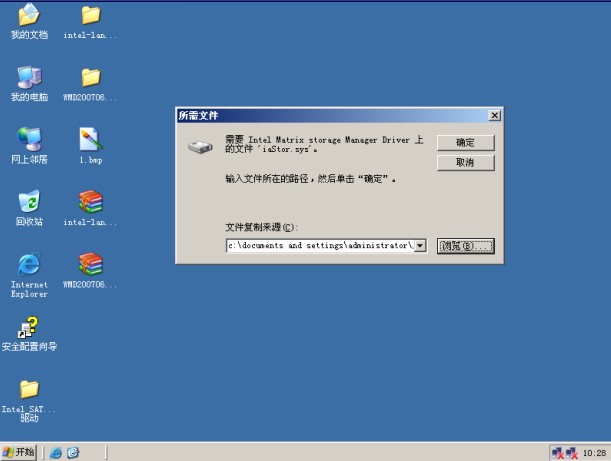 我的文档
intel-lan...
我的电脑
WMD200706...
网上邻居
1.bmp
回收站
intel-lan...
Internet
Explorer
WMD200706...
安全配置向导
Intel SAT...
驱动
所需文件
需要 Intel Matrix storage Manager Driver 上
的文件 'iaStor.sys'。
确定
取消
输入文件所在的路径，然后单击“确定”。
文件复制来源(C):
c:\documents and settings\administrator\
浏览(B)...
开始
10:28